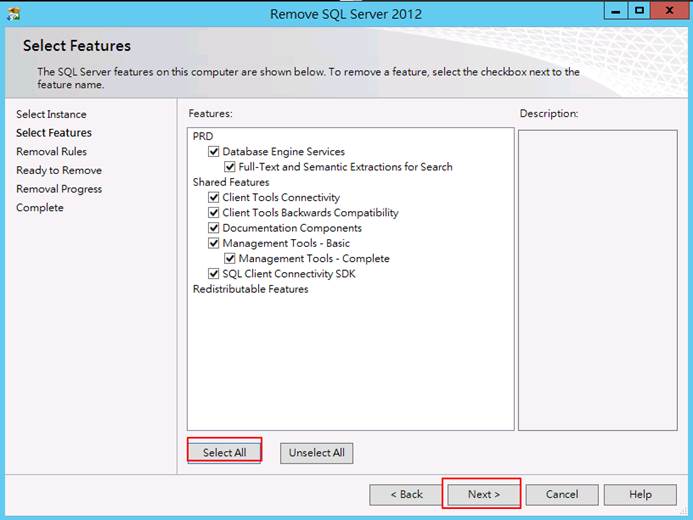 Remove SQL Server 2012
Select Features
The SQL Server features on this computer are shown below. To remove a feature, select the checkbox next to the
feature name.
Select Instance
Select Features
Removal Rules
Ready to Remove
Removal Progress
Complete
Features:
PRD
Database Engine Services
Full-Text and Semantic Extractions for Search
Shared Features
Client Tools Connectivity
Client Tools Backwards Compatibility
Documentation Components
Management Tools - Basic
Management Tools - Complete
SQL Client Connectivity SDK
Redistributable Features
Description:
Select All
Unselect All
< Back
Next >
Cancel
Help